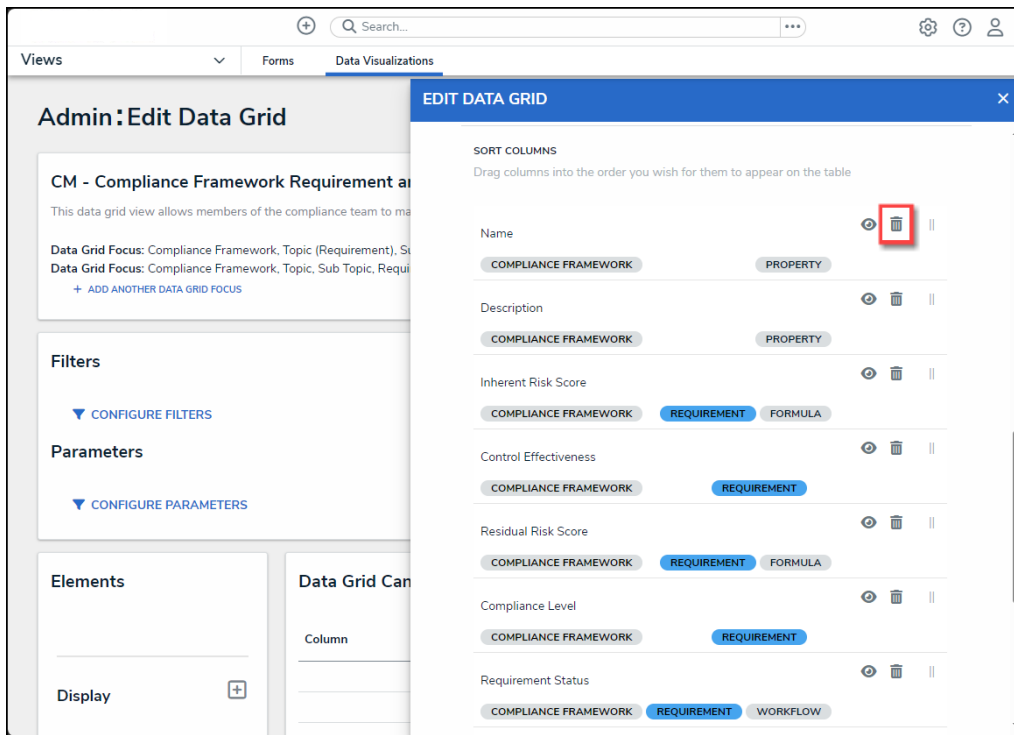 Search...
Views
Forms
Data Visualizations
Admin:Edit Data Grid
CM - Compliance Framework Requirement a
This data grid view allows members of the compliance team to ma
Data Grid Focus: Compliance Framework, Topic (Requirement), Su
Data Grid Focus: Compliance Framework, Topic, Sub Topic, Requi
+ ADD ANOTHER DATA GRID FOCUS
Filters
CONFIGURE FILTERS
Parameters
CONFIGURE PARAMETERS
Elements
Display
Data Grid Can
Column
EDIT DATA GRID
SORT COLUMNS
Drag columns into the order you wish for them to appear on the table
Name
COMPLIANCE FRAMEWORK PROPERTY
Description
COMPLIANCE FRAMEWORK PROPERTY
Inherent Risk Score
COMPLIANCE FRAMEWORK REQUIREMENT FORMULA
Control Effectiveness
COMPLIANCE FRAMEWORK REQUIREMENT
Residual Risk Score
COMPLIANCE FRAMEWORK REQUIREMENT FORMULA
Compliance Level
COMPLIANCE FRAMEWORK REQUIREMENT
Requirement Status
COMPLIANCE FRAMEWORK REQUIREMENT WORKFLOW